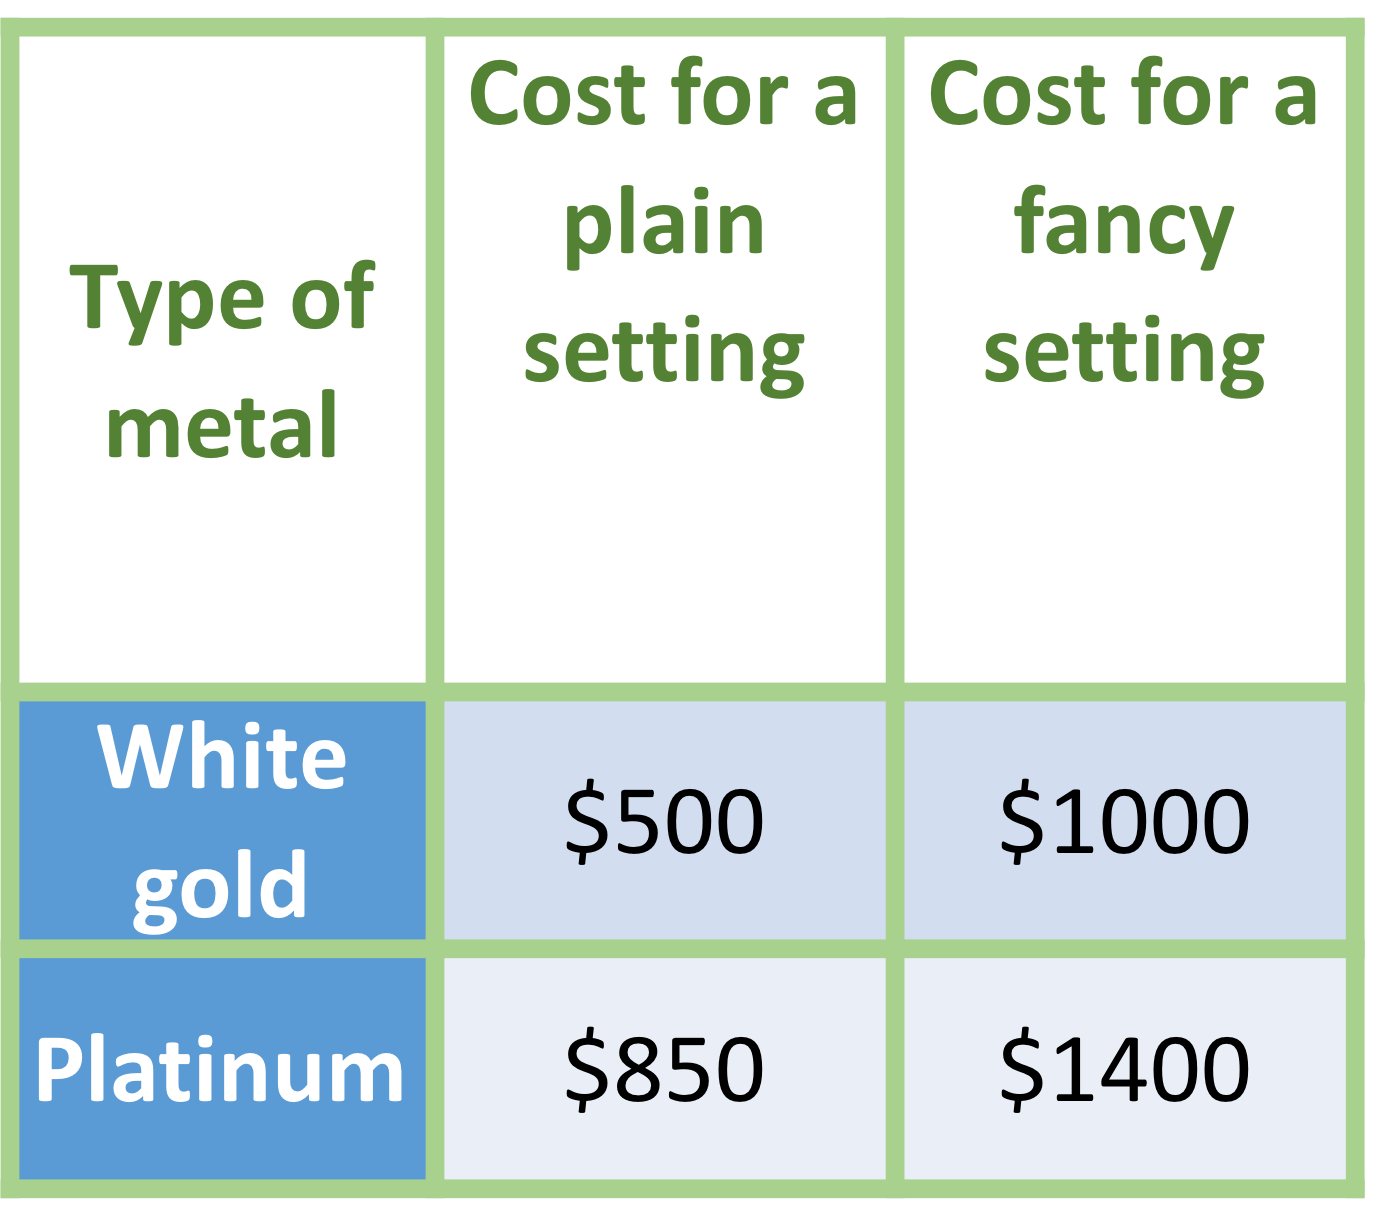 Type of
metal
Cost for a
plain
setting
Cost for a
fancy
setting
White
gold
$500
$1000
Platinum
$850
$1400